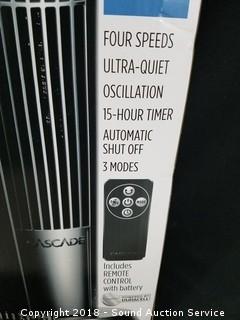 FOUR SPEEDS
ULTRA-QUIET
OSCILLATION
15-HOUR TIMER
AUTOMATIC
SHUT OFF
3 MODES
CASCADE
Includes
REMOTE
CONTROL
with battery
DURACELL
Copyright 2018 - Sound Auction Service